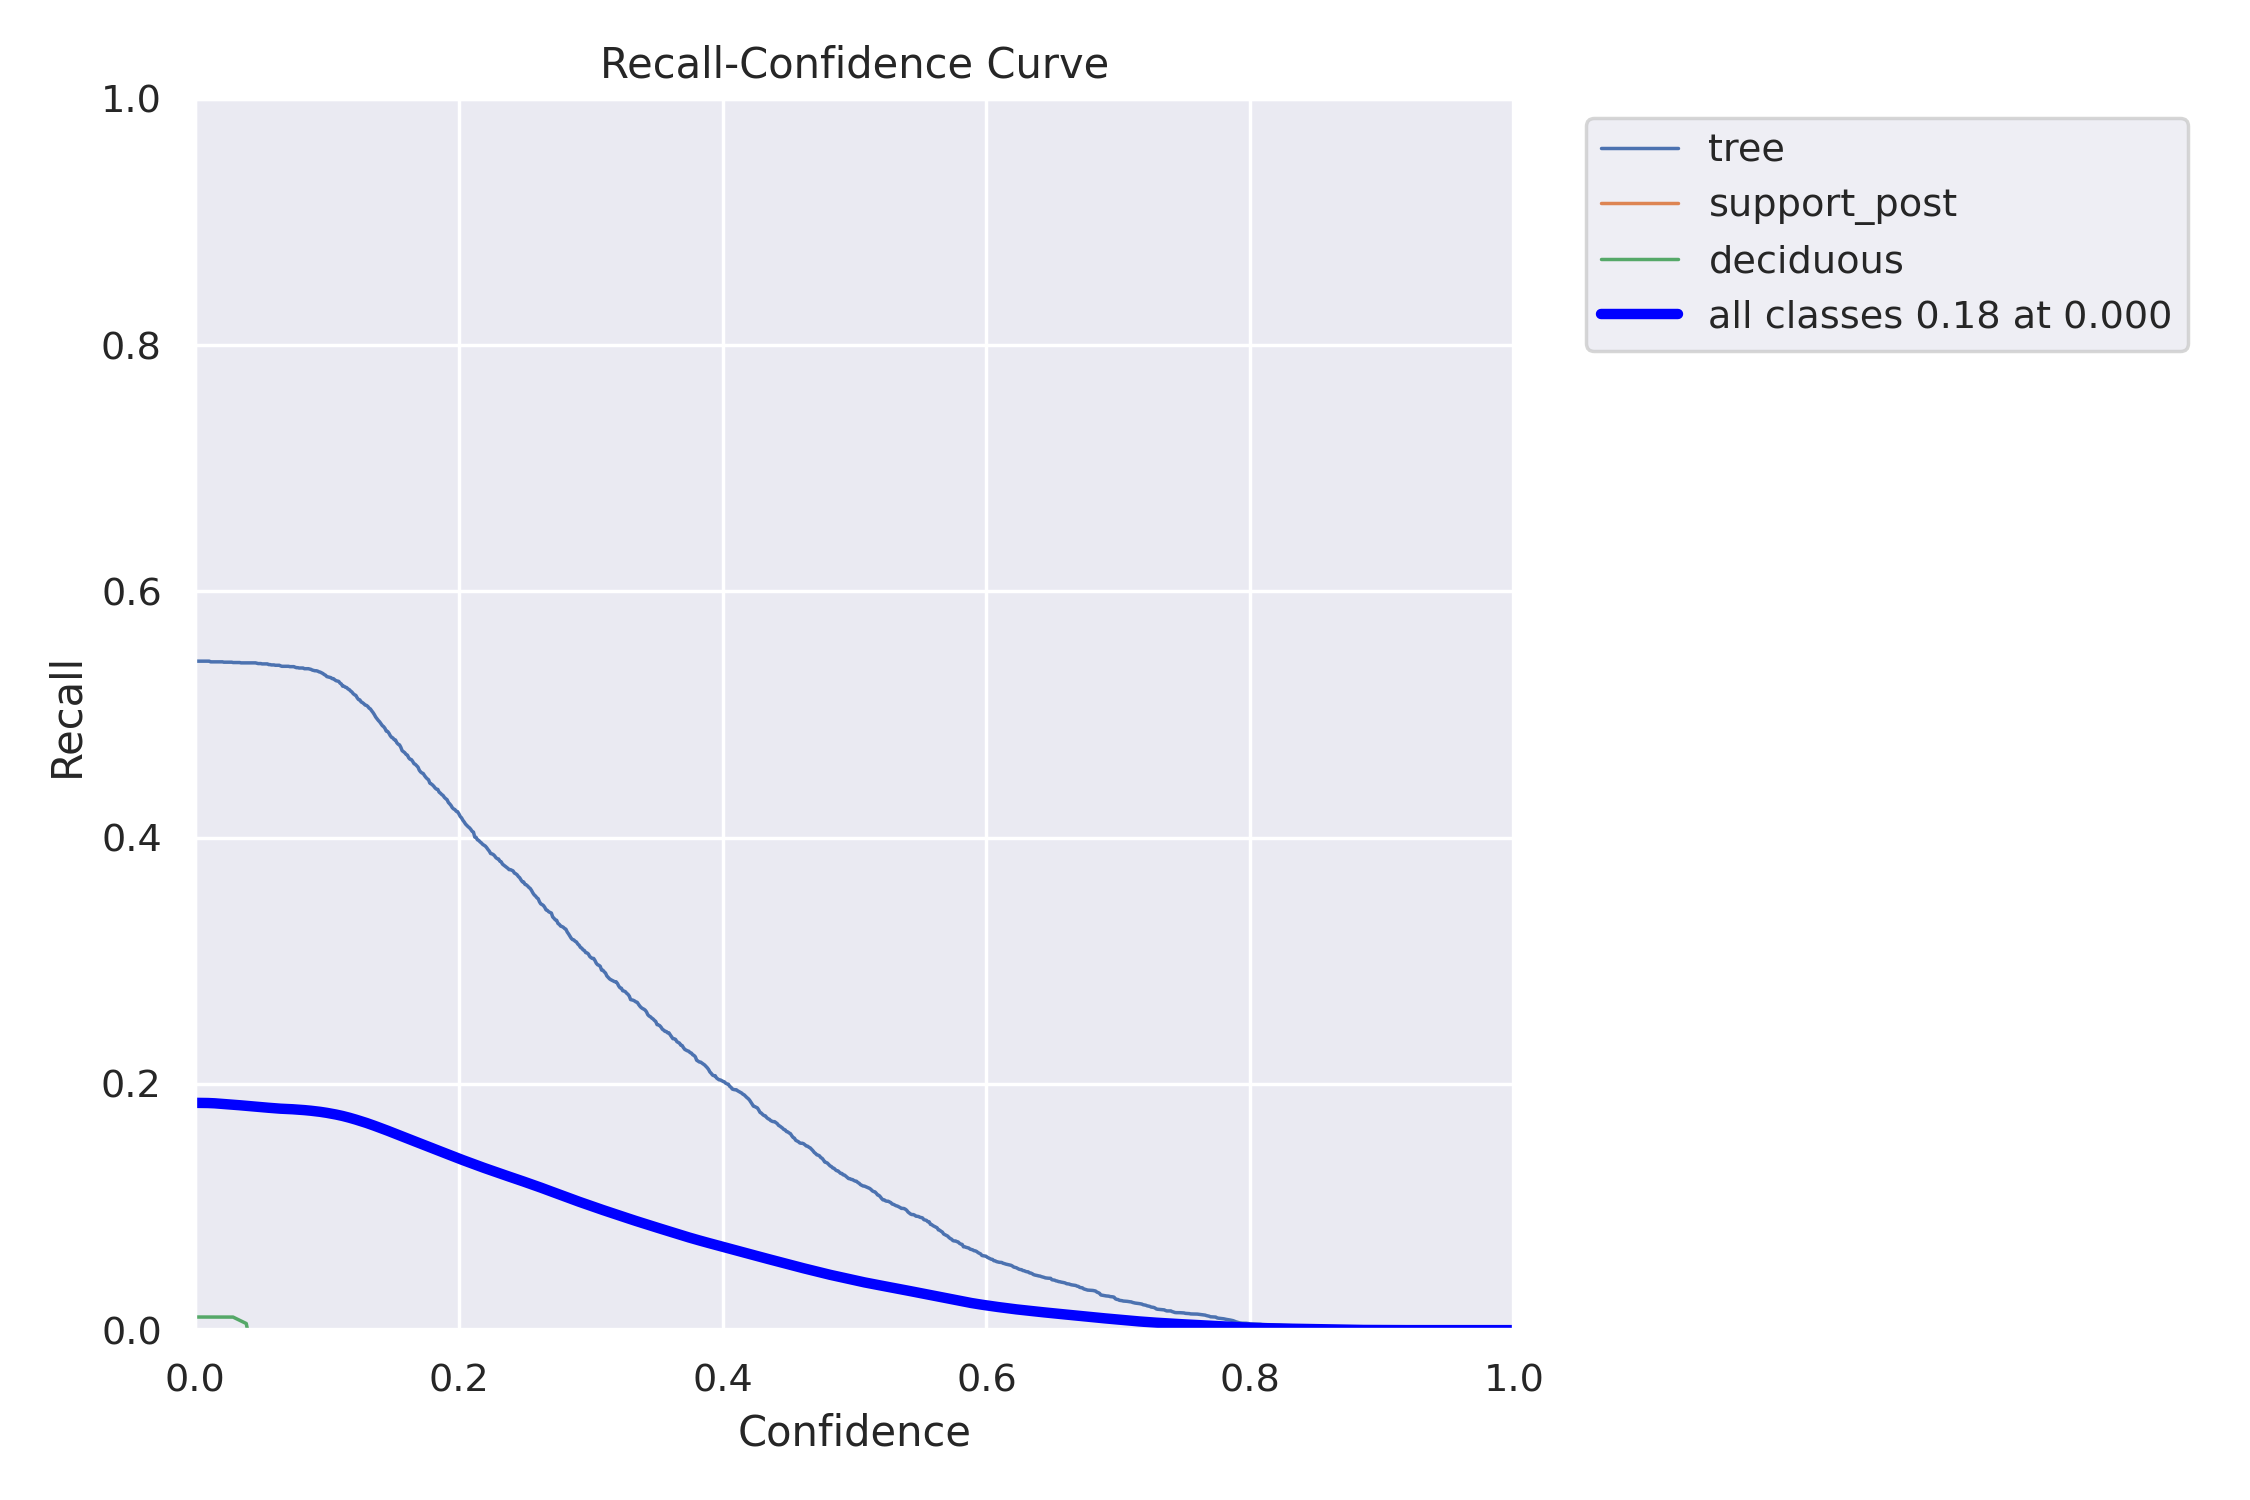 Recall-Confidence Curve
1.0
0.8
0.6
0.4
0.2
0.0
Recall
0.0 0.2 0.4 0.6 0.8 1.0
Confidence
tree
support_post
deciduous
all classes 0.18 at 0.000